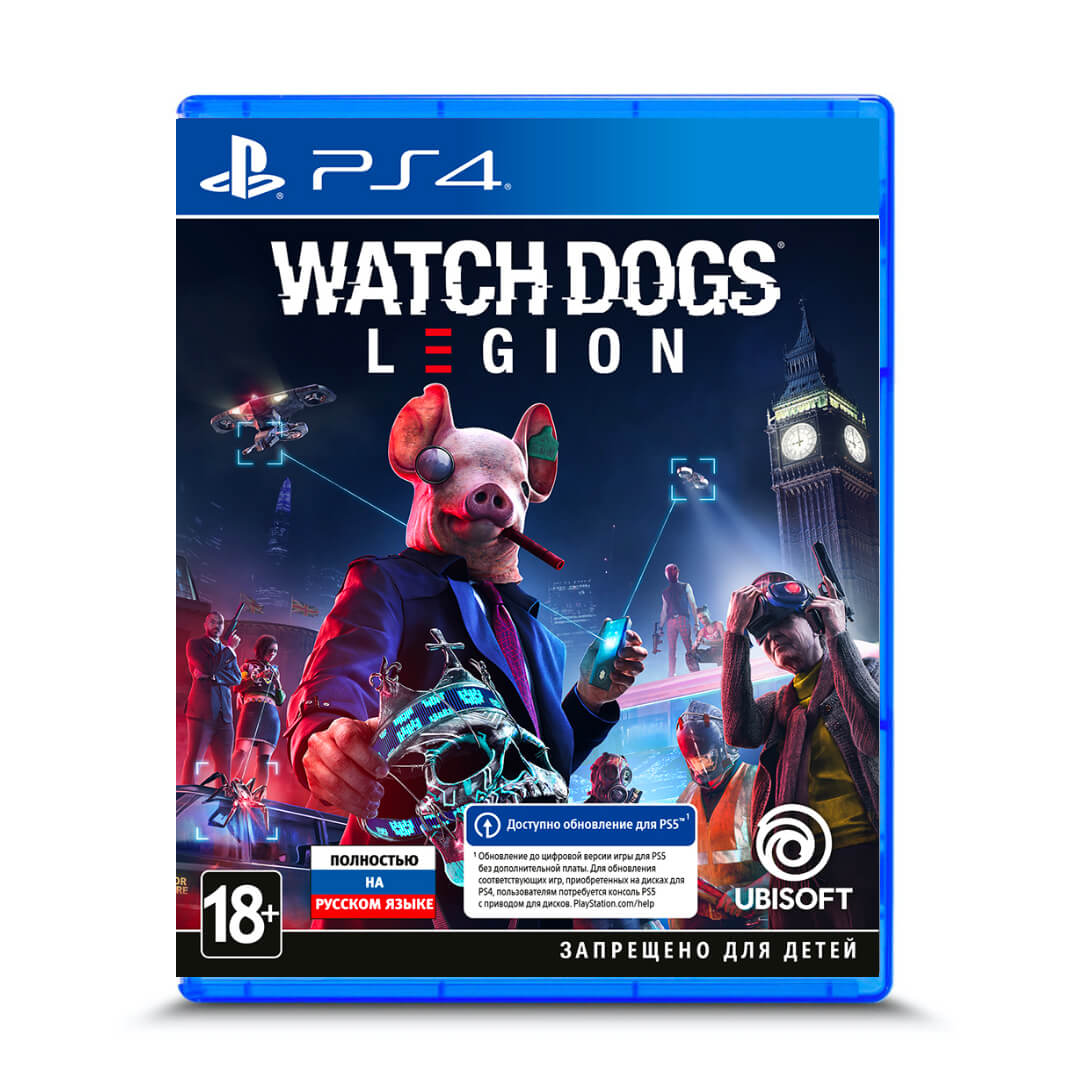 PS4
WATCH DOGS®
LEGION
Доступно обновление для PS5™¹
¹ Обновление до цифровой версии игры для PS5
без дополнительной платы. Для обновления
соответствующих игр, приобретенных на дисках для
PS4, пользователям потребуется консоль PS5
с приводом для дисков. PlayStation.com/help
ПОЛНОСТЬЮ
НА
РУССКОМ ЯЗЫКЕ
18+
UBISOFT
ЗАПРЕЩЕНО ДЛЯ ДЕТЕЙ